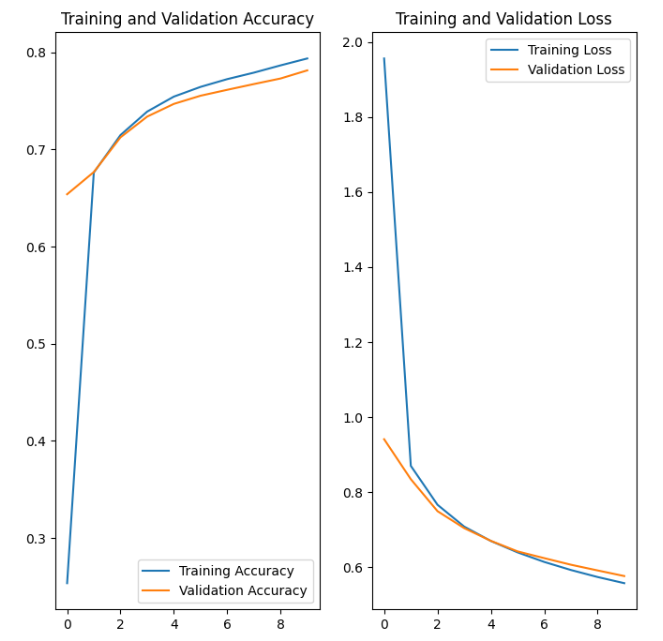 Training and Validation Accuracy
0.8
0.7
0.6
0.5
0.4
0.3
0 2 4 6 8
Training Accuracy
Validation Accuracy
Training and Validation Loss
2.0
1.8
1.6
1.4
1.2
1.0
0.8
0.6
0 2 4 6 8
Training Loss
Validation Loss